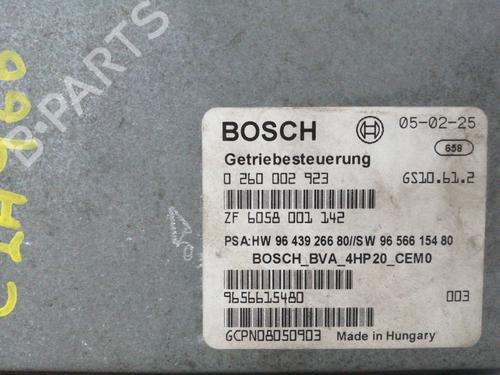 B-PARTS
BOSCH 05-02-25
658
Getriebesteuerung
0 260 002 923 GS10.61.2
ZF 6058 001 142
PSA:HW 96 439 266 80//SW 96 566 154 80
BOSCH_BVA_4HP20_CEM0
9656615480 003
GCPN08050903 Made in Hungary